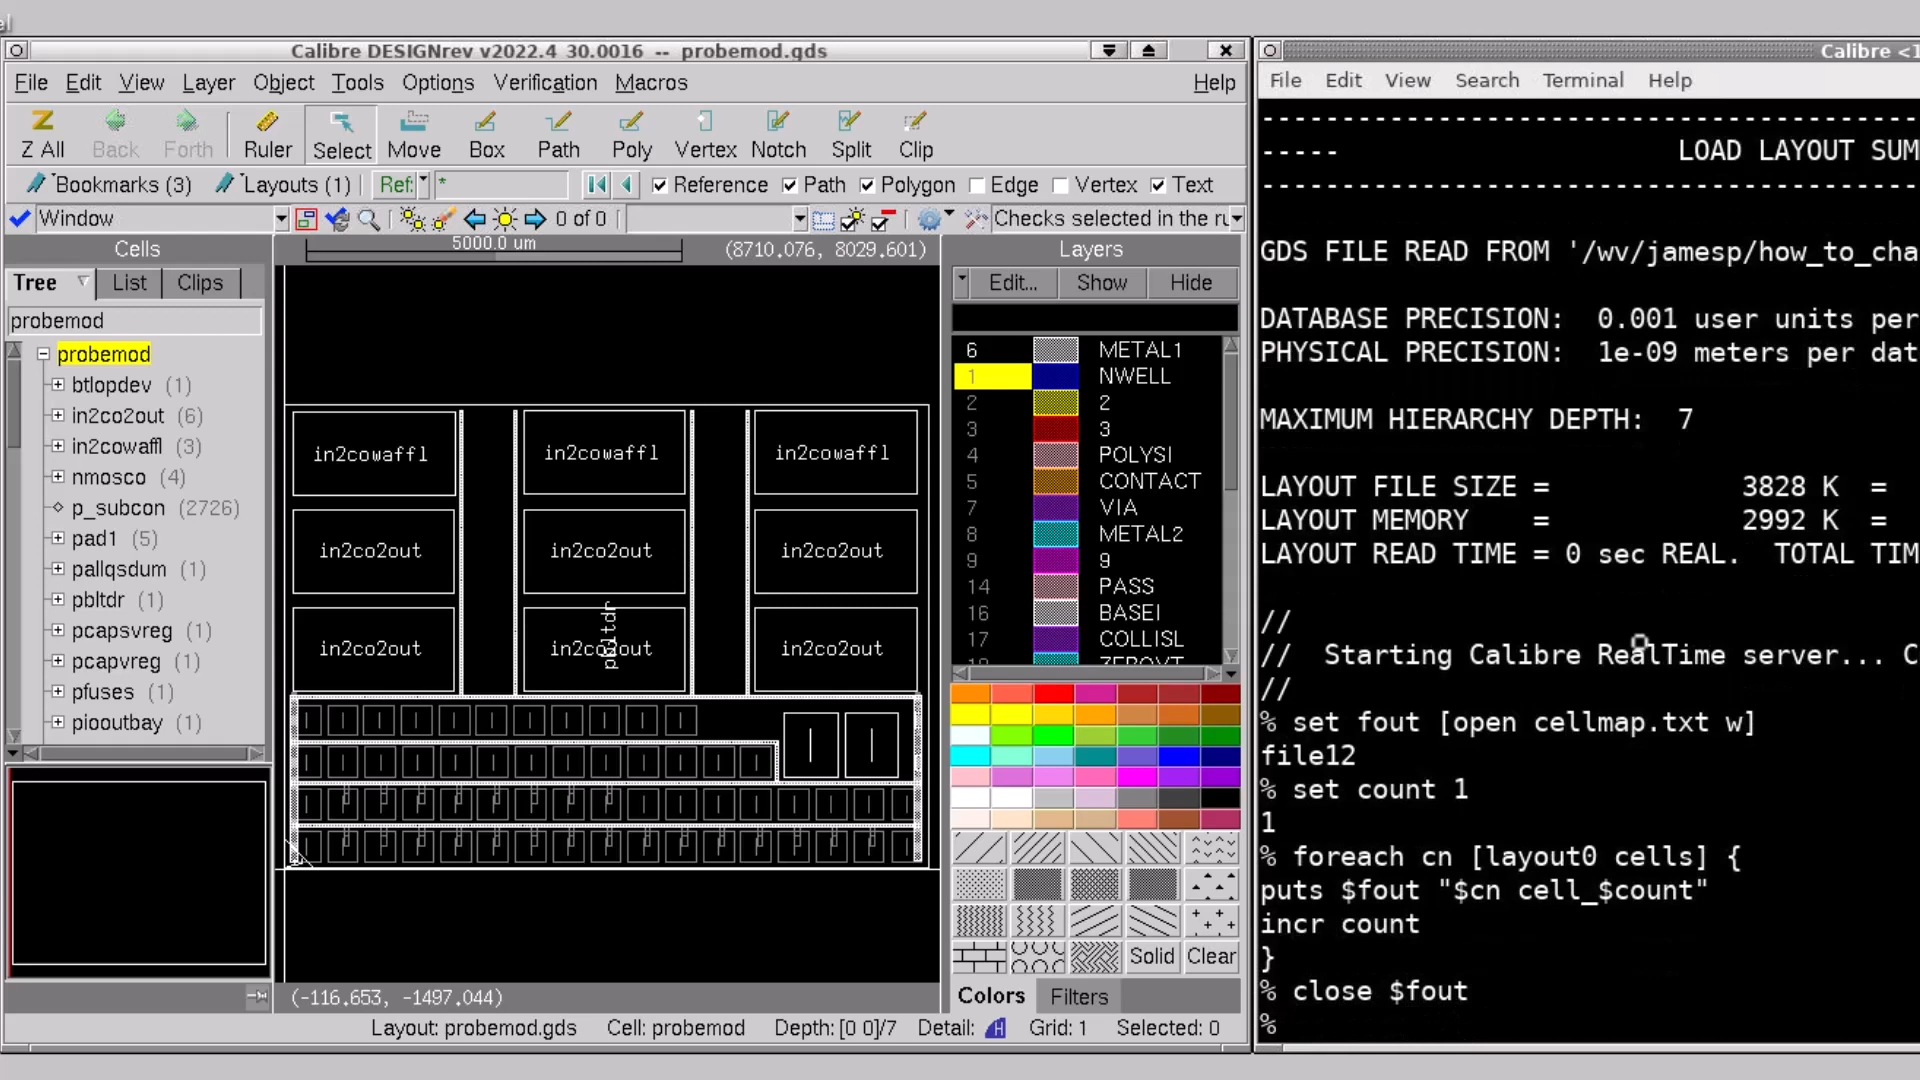 el
Calibre DESIGNrev v2022.4 30.0016 -- probemod.gds
File Edit View Layer Object Tools Options Verification Macros Help
Z All Back Forth Ruler Select Move Box Path Poly Vertex Notch Split Clip
Bookmarks (3) Layouts (1) Ref: * Reference Path Polygon Edge Vertex Text
Window 0 of 0 Checks selected in the ru
Cells
Tree List Clips
probemod
probemod
btlopdev (1)
in2co2out (6)
in2cowaffl (3)
nmosco (4)
p_subcon (2726)
pad1 (5)
pallqsdum (1)
pbltdr (1)
pcapsvreg (1)
pcapvreg (1)
pfuses (1)
piooutbay (1)
5000.0 um (8710.076, 8029.601)
in2cowaffl in2cowaffl in2cowaffl
in2co2out in2co2out in2co2out
in2co2out in2co2out in2co2out
pbltdr
(-116.653, -1497.044)
Layers
Edit... Show Hide
6 METAL1
1 NWELL
2 2
3 3
4 POLYSI
5 CONTACT
7 VIA
8 METAL2
9 9
14 PASS
16 BASEI
17 COLLISL
18 ZEROVT
Solid Clear
Colors Filters
Layout: probemod.gds Cell: probemod Depth: [0 0]/7 Detail: H Grid: 1 Selected: 0
Calibre <1
File Edit View Search Terminal Help
-----------------------------------------
----- LOAD LAYOUT SUM
-----------------------------------------
GDS FILE READ FROM '/wv/jamesp/how_to_cha
DATABASE PRECISION: 0.001 user units per
PHYSICAL PRECISION: 1e-09 meters per dat
MAXIMUM HIERARCHY DEPTH: 7
LAYOUT FILE SIZE = 3828 K =
LAYOUT MEMORY = 2992 K =
LAYOUT READ TIME = 0 sec REAL. TOTAL TIM
//
// Starting Calibre RealTime server... C
//
% set fout [open cellmap.txt w]
file12
% set count 1
1
% foreach cn [layout0 cells] {
puts $fout "$cn cell_$count"
incr count
}
% close $fout
%